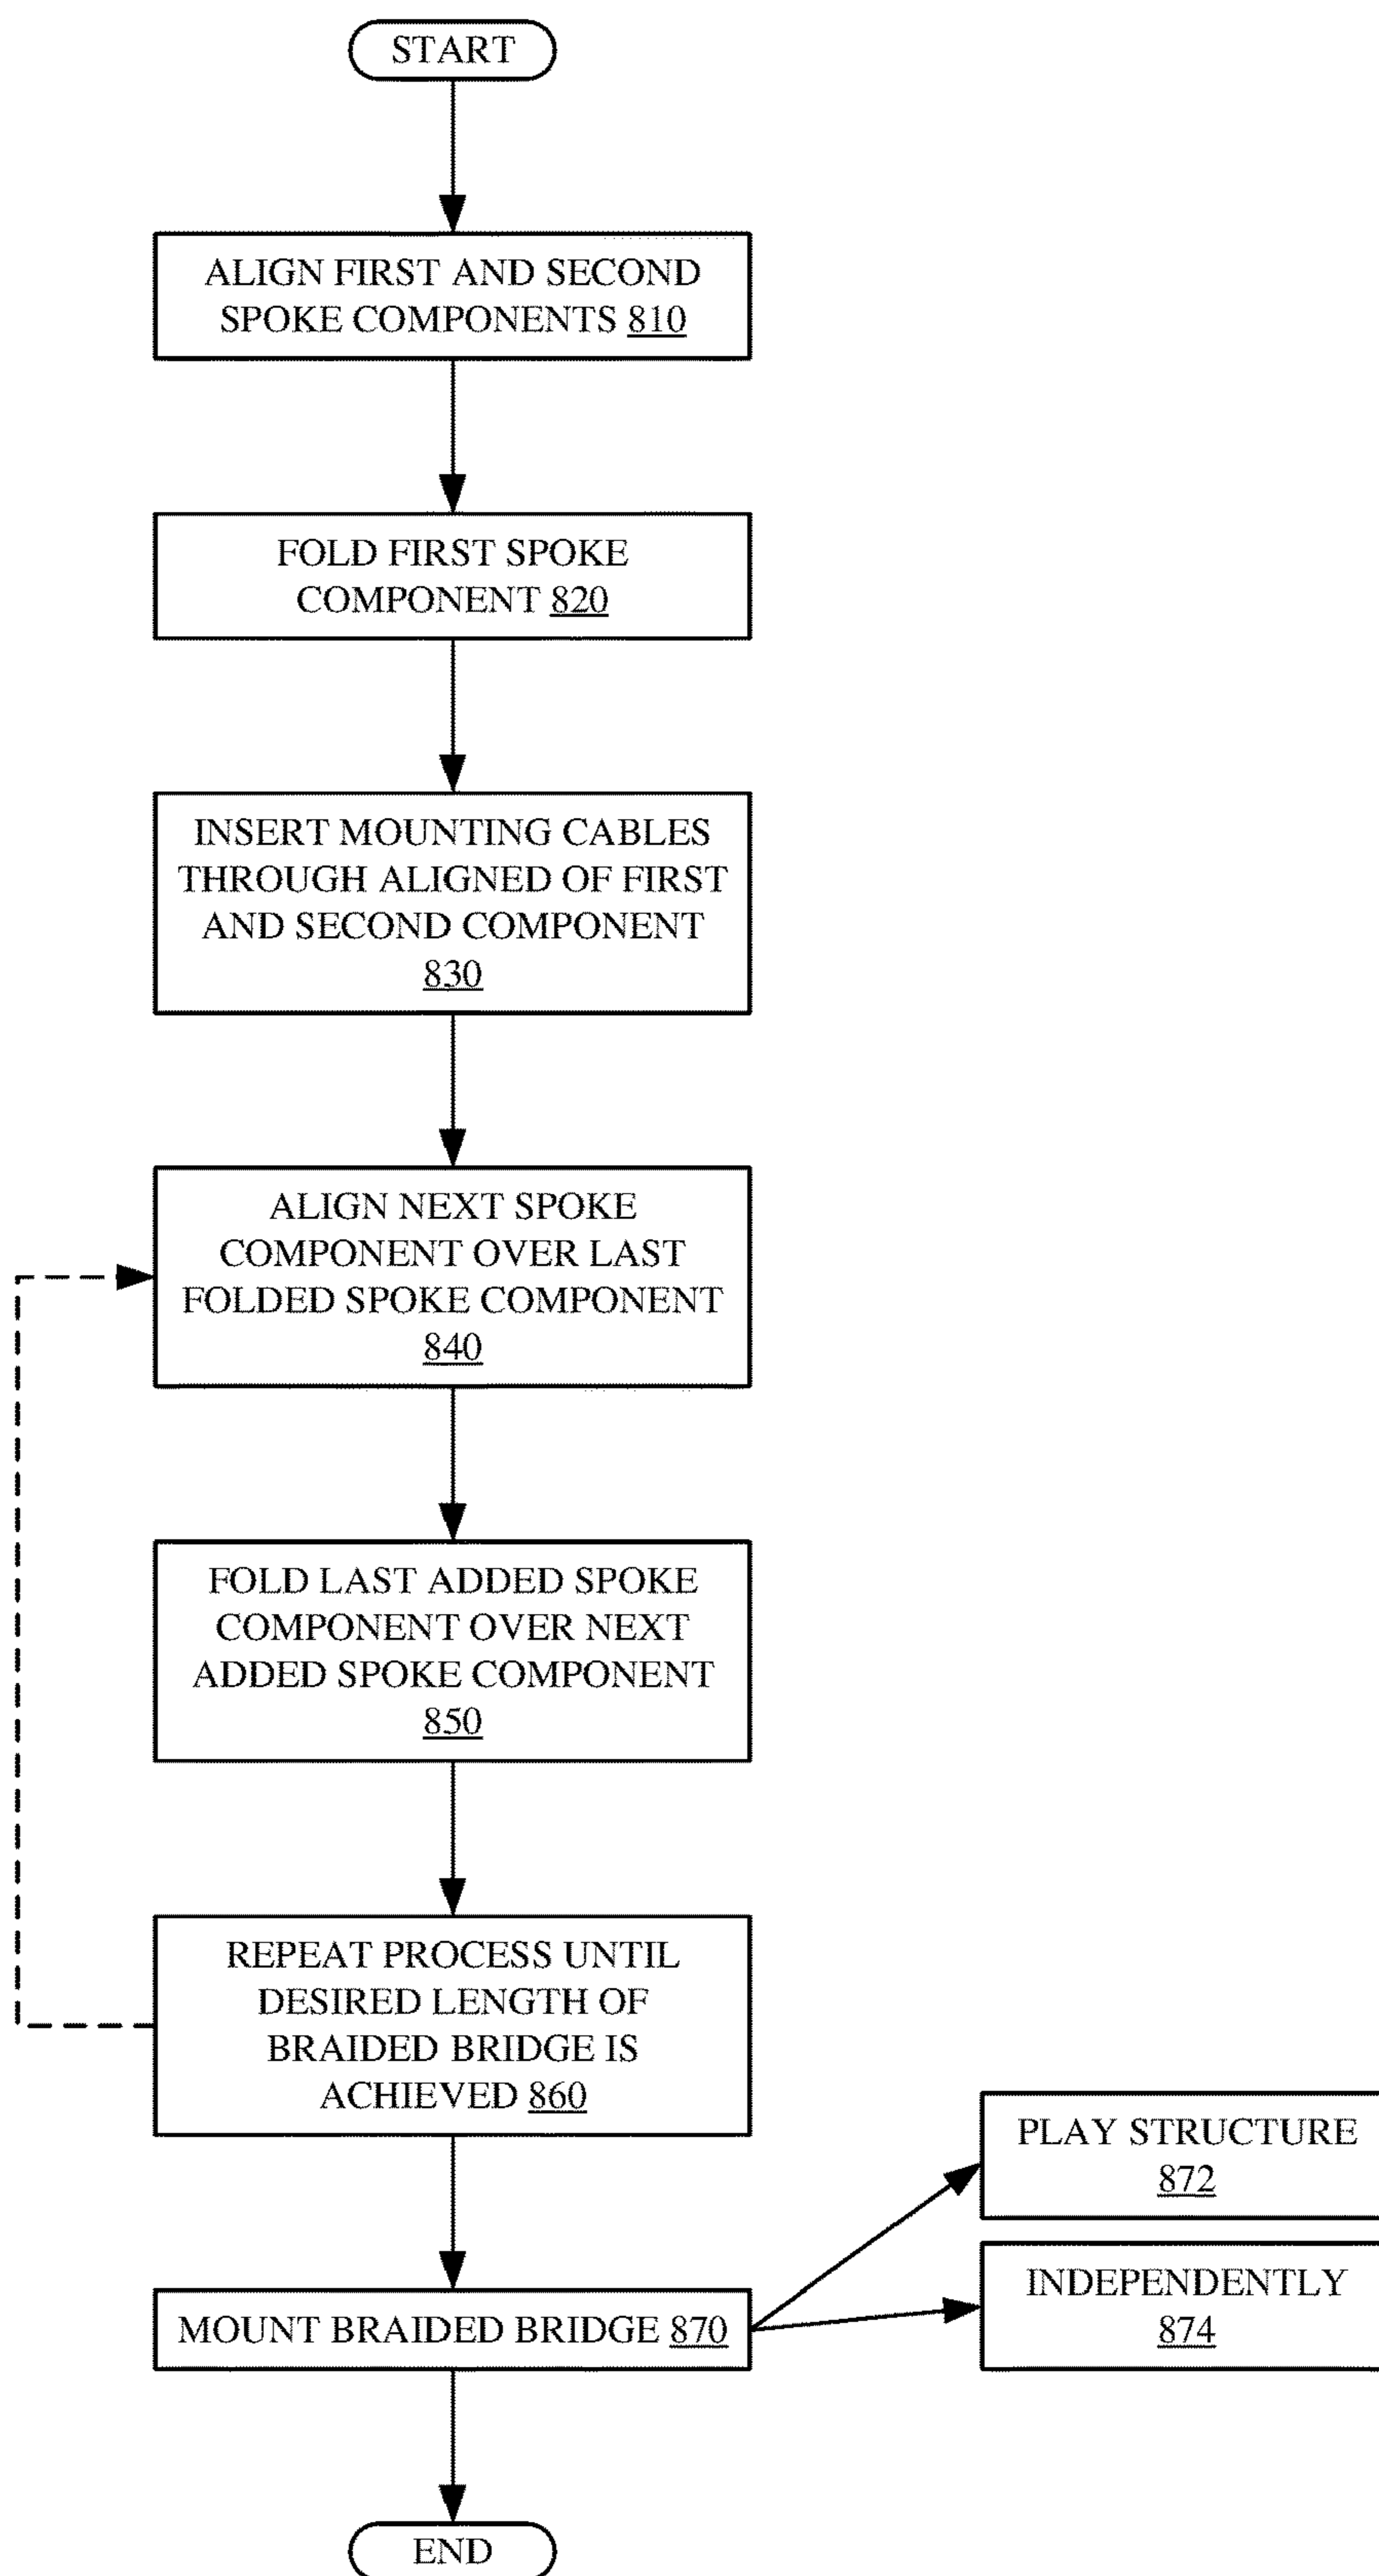 START
ALIGN FIRST AND SECOND
SPOKE COMPONENTS 810
FOLD FIRST SPOKE
COMPONENT 820
INSERT MOUNTING CABLES
THROUGH ALIGNED OF FIRST
AND SECOND COMPONENT
830
ALIGN NEXT SPOKE
COMPONENT OVER LAST
FOLDED SPOKE COMPONENT
840
FOLD LAST ADDED SPOKE
COMPONENT OVER NEXT
ADDED SPOKE COMPONENT
850
REPEAT PROCESS UNTIL
DESIRED LENGTH OF
BRAIDED BRIDGE IS
ACHIEVED 860
MOUNT BRAIDED BRIDGE 870
PLAY STRUCTURE
872
INDEPENDENTLY
874
END